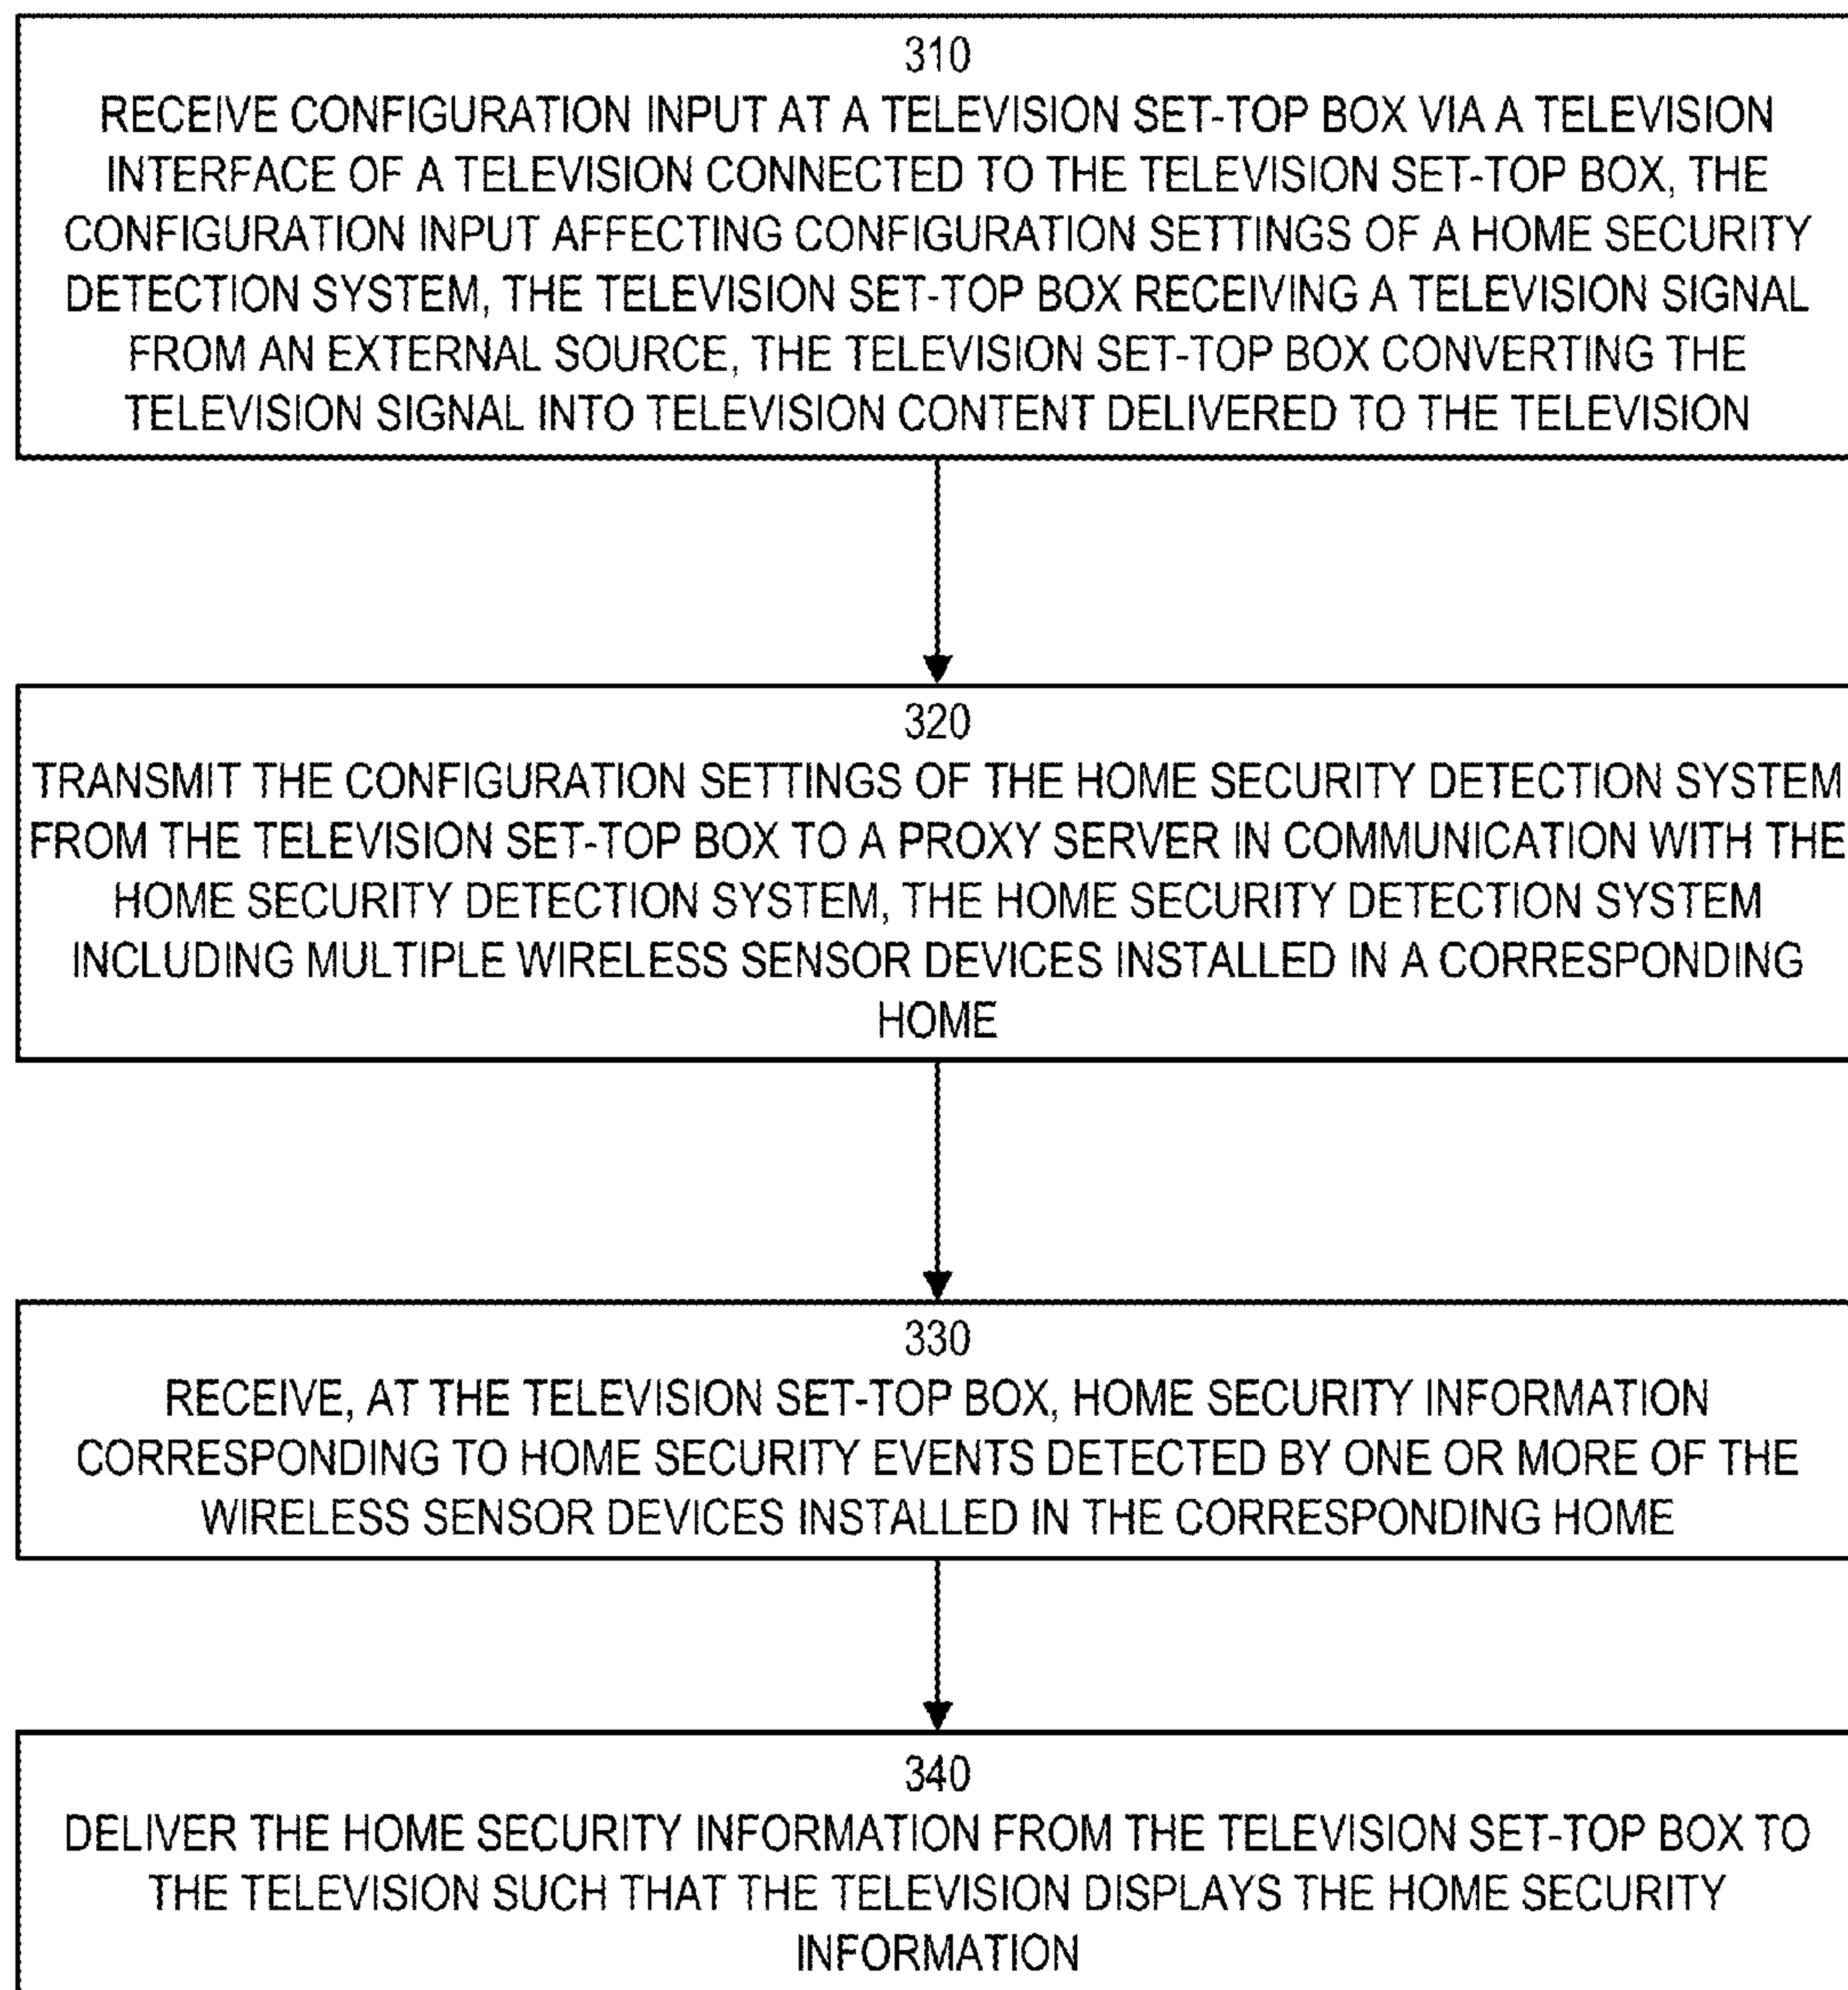 310
RECEIVE CONFIGURATION INPUT AT A TELEVISION SET-TOP BOX VIA A TELEVISION
INTERFACE OF A TELEVISION CONNECTED TO THE TELEVISION SET-TOP BOX, THE
CONFIGURATION INPUT AFFECTING CONFIGURATION SETTINGS OF A HOME SECURITY
DETECTION SYSTEM, THE TELEVISION SET-TOP BOX RECEIVING A TELEVISION SIGNAL
FROM AN EXTERNAL SOURCE, THE TELEVISION SET-TOP BOX CONVERTING THE
TELEVISION SIGNAL INTO TELEVISION CONTENT DELIVERED TO THE TELEVISION
320
TRANSMIT THE CONFIGURATION SETTINGS OF THE HOME SECURITY DETECTION SYSTEM
FROM THE TELEVISION SET-TOP BOX TO A PROXY SERVER IN COMMUNICATION WITH THE
HOME SECURITY DETECTION SYSTEM, THE HOME SECURITY DETECTION SYSTEM
INCLUDING MULTIPLE WIRELESS SENSOR DEVICES INSTALLED IN A CORRESPONDING
HOME
330
RECEIVE, AT THE TELEVISION SET-TOP BOX, HOME SECURITY INFORMATION
CORRESPONDING TO HOME SECURITY EVENTS DETECTED BY ONE OR MORE OF THE
WIRELESS SENSOR DEVICES INSTALLED IN THE CORRESPONDING HOME
340
DELIVER THE HOME SECURITY INFORMATION FROM THE TELEVISION SET-TOP BOX TO
THE TELEVISION SUCH THAT THE TELEVISION DISPLAYS THE HOME SECURITY
INFORMATION